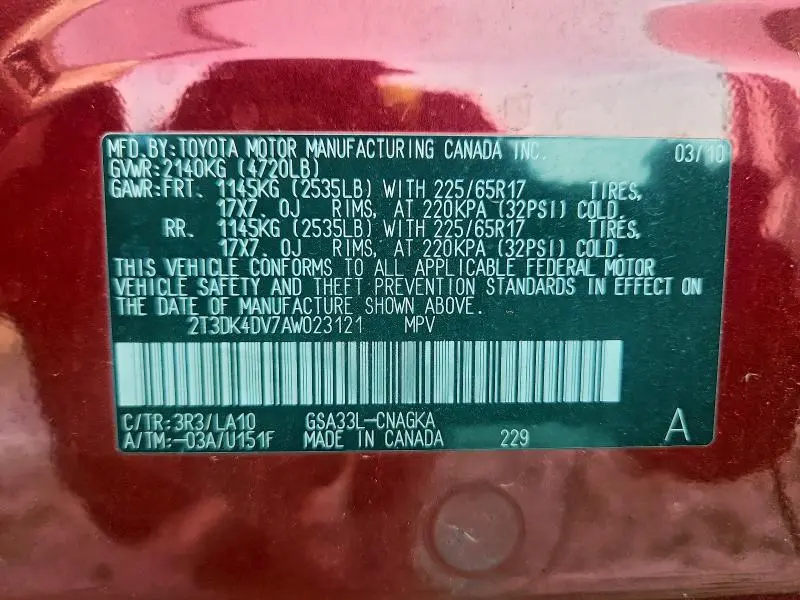 MFD.BY:TOYOTA MOTOR MANUFACTURING CANADA INC. 03/10
GVWR:2140KG (4720LB)
GAWR:FRT. 1145KG (2535LB) WITH 225/65R17 TIRES,
17X7.0J RIMS, AT 220KPA (32PSI) COLD.
RR. 1145KG (2535LB) WITH 225/65R17 TIRES,
17X7.0J RIMS, AT 220KPA (32PSI) COLD.
THIS VEHICLE CONFORMS TO ALL APPLICABLE FEDERAL MOTOR
VEHICLE SAFETY AND THEFT PREVENTION STANDARDS IN EFFECT ON
THE DATE OF MANUFACTURE SHOWN ABOVE.
2T3DK4DV7AW023121 MPV
C/TR:3R3/LA10 GSA33L-CNAGKA
A/TM:-03A/U151F MADE IN CANADA 229 A